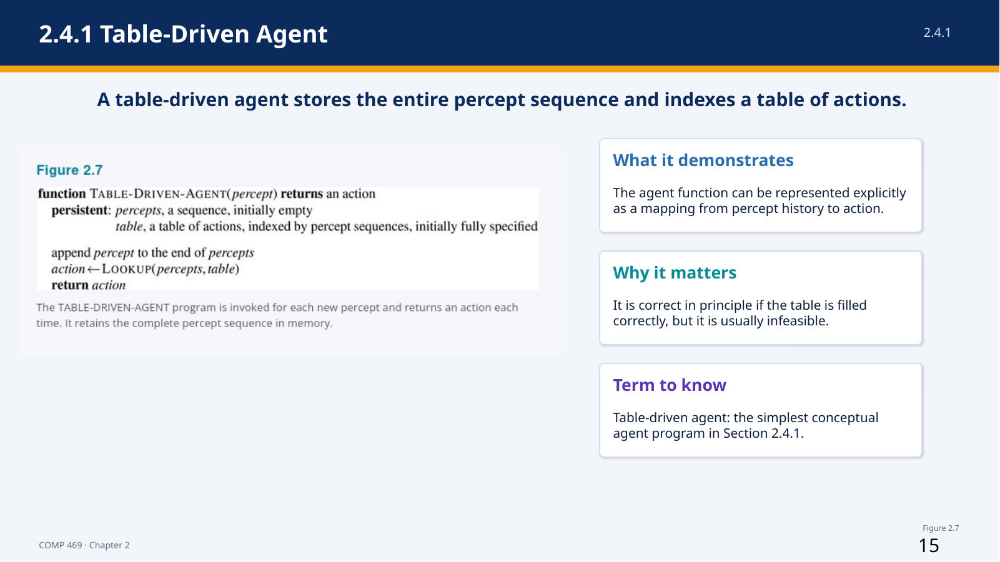 2.4.1 Table-Driven Agent
2.4.1
A table-driven agent stores the entire percept sequence and indexes a table of actions.
Figure 2.7
function TABLE-DRIVEN-AGENT(percept) returns an action
persistent: percepts, a sequence, initially empty
table, a table of actions, indexed by percept sequences, initially fully specified
append percept to the end of percepts
action ← LOOKUP(percepts, table)
return action
The TABLE-DRIVEN-AGENT program is invoked for each new percept and returns an action each
time. It retains the complete percept sequence in memory.
What it demonstrates
The agent function can be represented explicitly
as a mapping from percept history to action.
Why it matters
It is correct in principle if the table is filled
correctly, but it is usually infeasible.
Term to know
Table-driven agent: the simplest conceptual
agent program in Section 2.4.1.
Figure 2.7
COMP 469 · Chapter 2
15